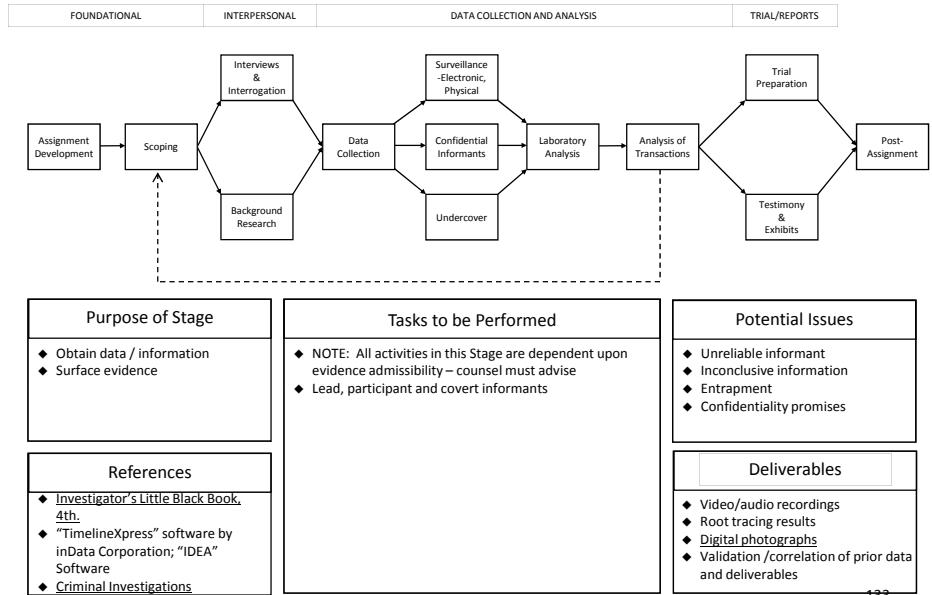 FOUNDATIONAL
INTERPERSONAL
DATA COLLECTION AND ANALYSIS
TRIAL/REPORTS
Interviews
&
Interrogation
Surveillance
-Electronic,
Physical
Trial
Preparation
Assignment
Development
Scoping
Data
Collection
Confidential
Informants
Laboratory
Analysis
Analysis of
Transactions
Post-
Assignment
Background
Research
Undercover
Testimony
&
Exhibits
Purpose of Stage
◆ Obtain data / information
◆ Surface evidence
Tasks to be Performed
◆ NOTE: All activities in this Stage are dependent upon
evidence admissibility – counsel must advise
◆ Lead, participant and covert informants
Potential Issues
◆ Unreliable informant
◆ Inconclusive information
◆ Entrapment
◆ Confidentiality promises
References
◆ Investigator's Little Black Book,
4th.
◆ “TimelineXpress” software by
inData Corporation; “IDEA”
Software
◆ Criminal Investigations
Deliverables
◆ Video/audio recordings
◆ Root tracing results
◆ Digital photographs
◆ Validation /correlation of prior data
and deliverables